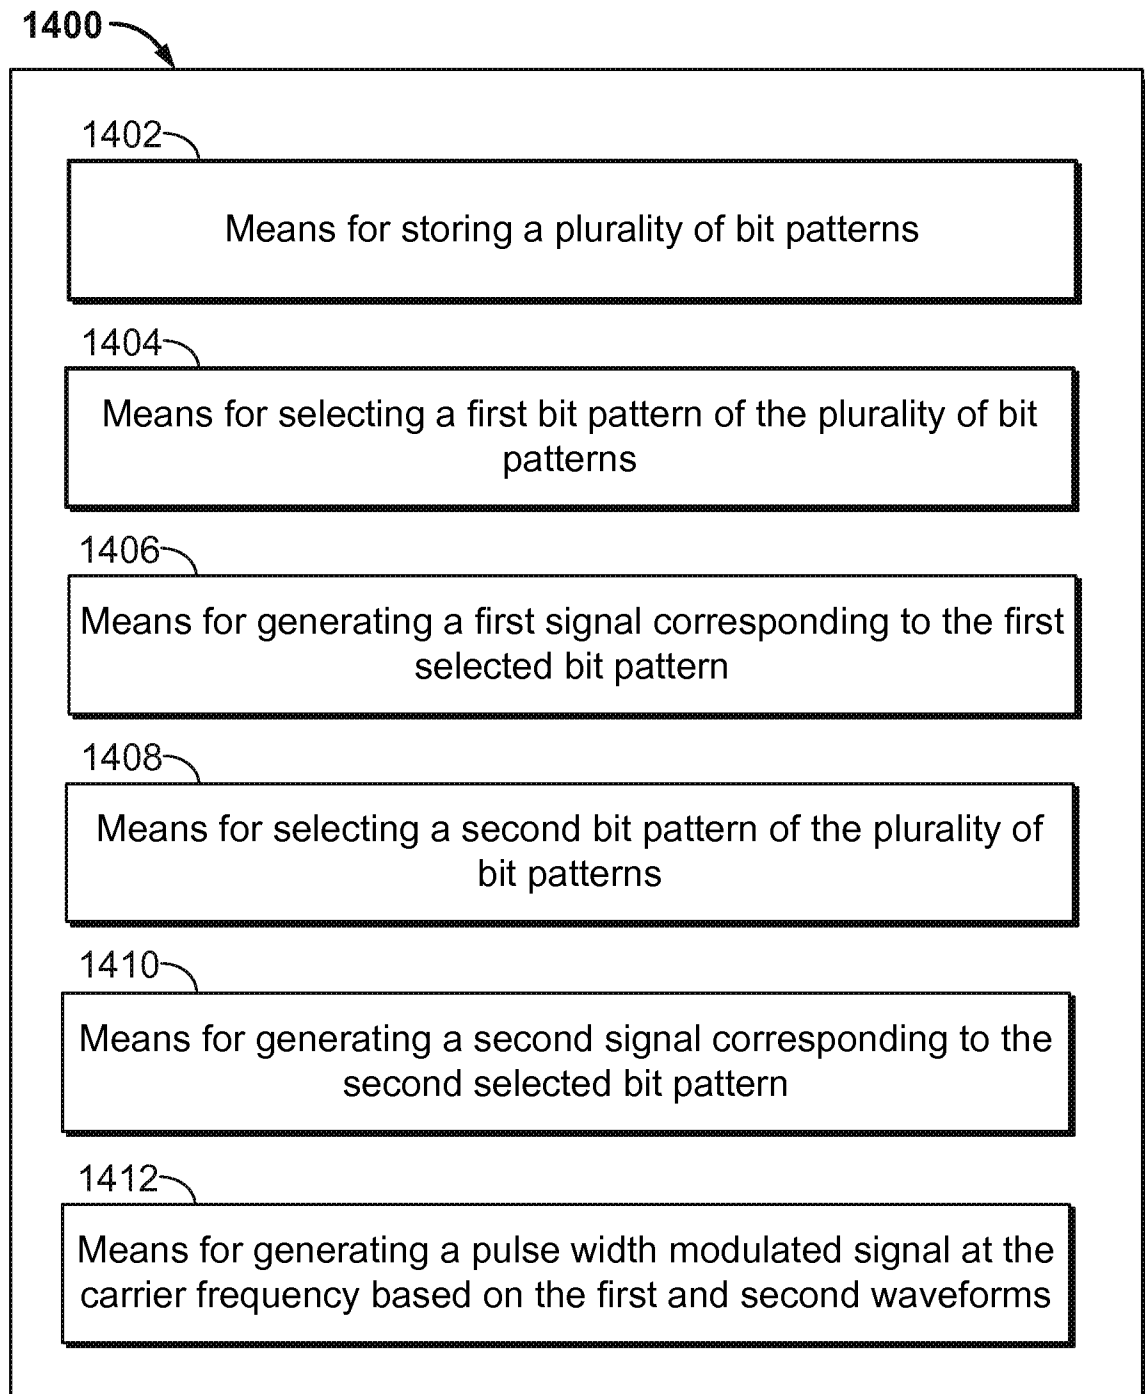 1400
1402
Means for storing a plurality of bit patterns
1404
Means for selecting a first bit pattern of the plurality of bit
patterns
1406
Means for generating a first signal corresponding to the first
selected bit pattern
1408
Means for selecting a second bit pattern of the plurality of
bit patterns
1410
Means for generating a second signal corresponding to the
second selected bit pattern
1412
Means for generating a pulse width modulated signal at the
carrier frequency based on the first and second waveforms